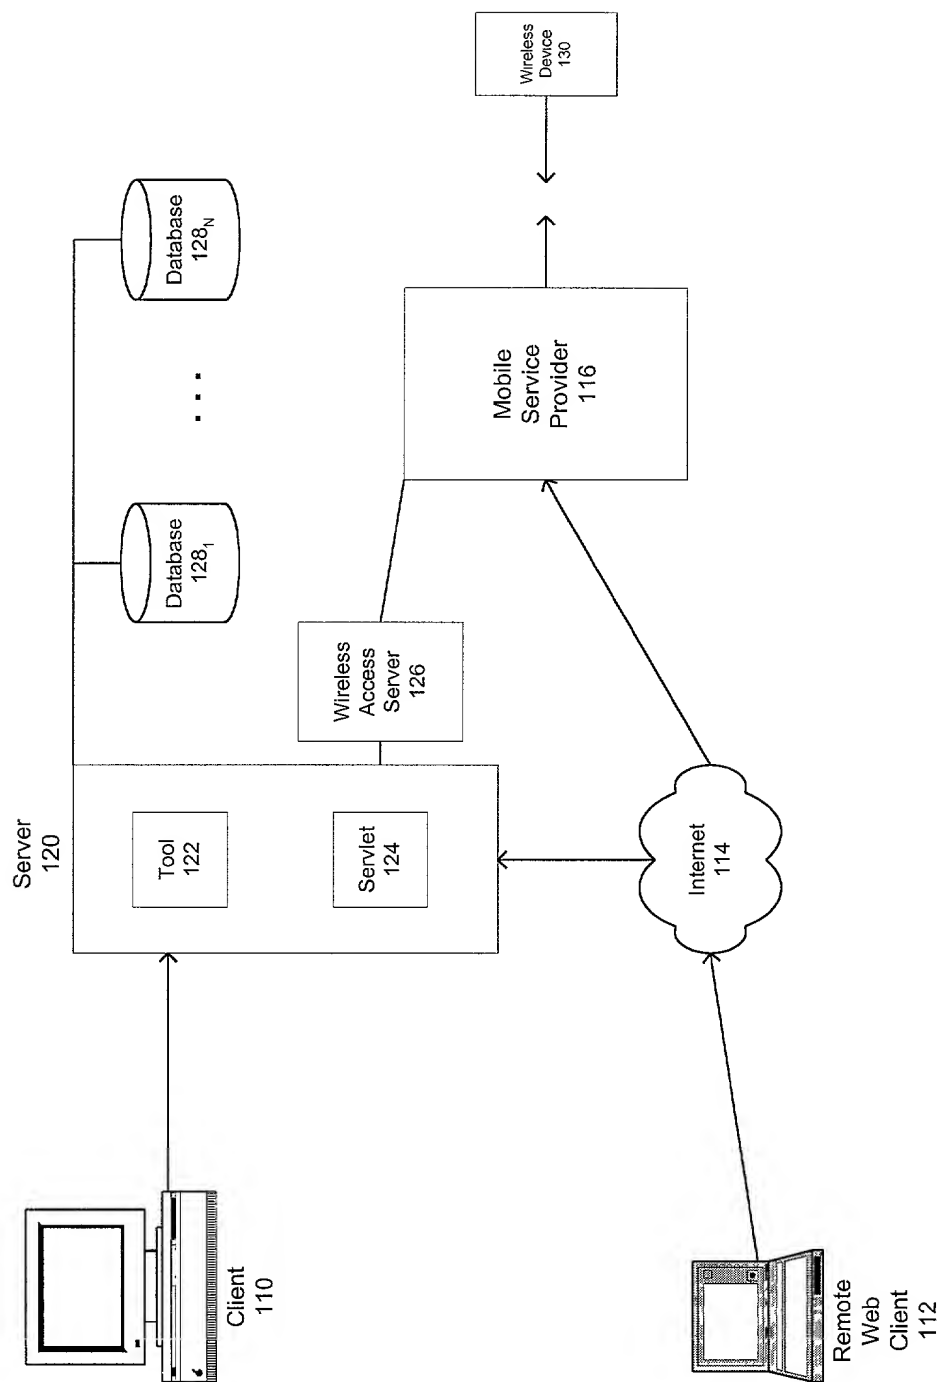 Server
120
Tool
122
Servlet
124
Database
128₁
. . .
Database
128N
Wireless
Access
Server
126
Mobile
Service
Provider
116
Wireless
Device
130
Client
110
Internet
114
Remote
Web
Client
112